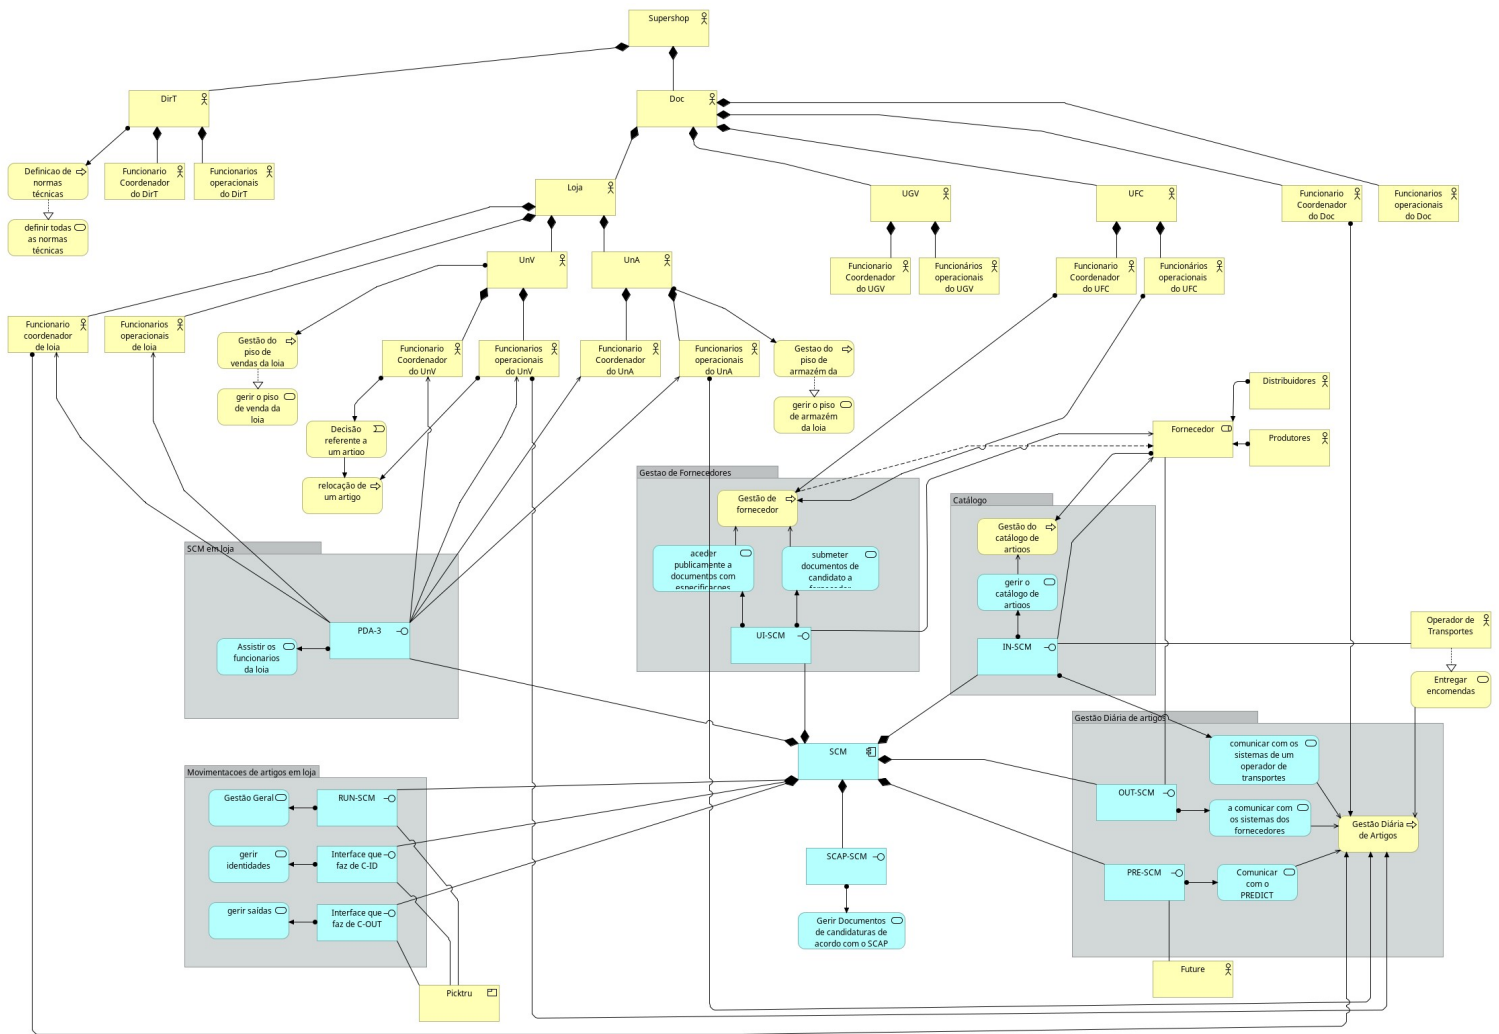 Supershop
DirT
Doc
Definicao de
normas
técnicas
Funcionario
Coordenador
do DirT
Funcionarios
operacionais
do DirT
definir todas
as normas
técnicas
Loja
UGV
UFC
Funcionario
Coordenador
do Doc
Funcionarios
operacionais
do Doc
UnV
UnA
Funcionario
Coordenador
do UGV
Funcionários
operacionais
do UGV
Funcionario
Coordenador
do UFC
Funcionários
operacionais
do UFC
Funcionario
coordenador
de loja
Funcionarios
operacionais
de loja
Gestão do
piso de
vendas da loja
gerir o piso
de venda da
loja
Funcionario
Coordenador
do UnV
Funcionarios
operacionais
do UnV
Funcionario
Coordenador
do UnA
Funcionarios
operacionais
do UnA
Gestao do
piso de
armazém da
gerir o piso
de armazém
da loja
Decisão
referente a
um artigo
relocação de
um artigo
Distribuidores
Fornecedor
Produtores
Gestao de Fornecedores
Gestão de
fornecedor
aceder
publicamente a
documentos com
especificações
submeter
documentos de
candidato a
fornecedor
UI-SCM
Catálogo
Gestão do
catálogo de
artigos
gerir o
catálogo de
artigos
IN-SCM
SCM em loja
PDA-3
Assistir os
funcionarios
da loja
Operador de
Transportes
Entregar
encomendas
SCM
Gestão Diária de artigos
comunicar com os
sistemas de um
operador de
transportes
OUT-SCM
a comunicar com
os sistemas dos
fornecedores
Gestão Diária
de Artigos
PRE-SCM
Comunicar
com o
PREDICT
Future
Movimentacoes de artigos em loja
Gestão Geral
RUN-SCM
gerir
identidades
Interface que
faz de C-ID
gerir saídas
Interface que
faz de C-OUT
SCAP-SCM
Gerir Documentos
de candidaturas de
acordo com o SCAP
Picktru